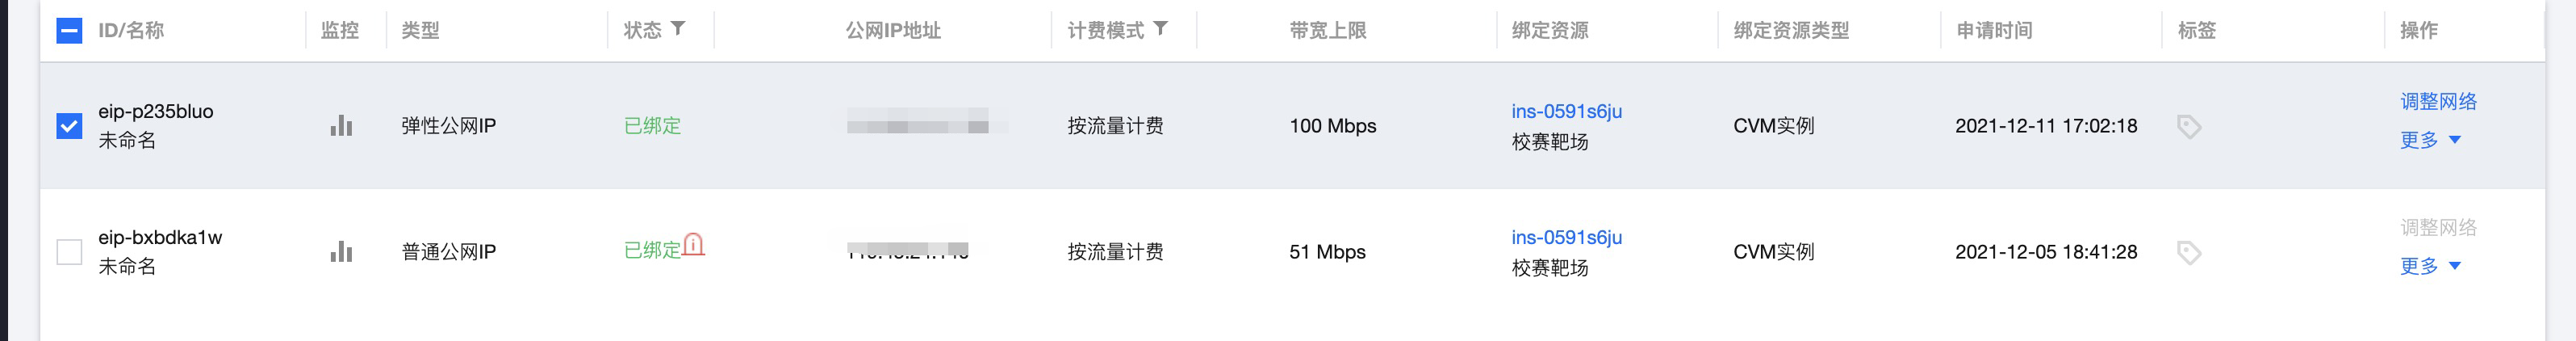 ID/名称 监控 类型 状态 公网IP地址 计费模式 带宽上限 绑定资源 绑定资源类型 申请时间 标签 操作
eip-p235bluo
未命名
弹性公网IP
已绑定
按流量计费
100 Mbps
ins-0591s6ju
校赛靶场
CVM实例
2021-12-11 17:02:18
调整网络
更多
eip-bxbdka1w
未命名
普通公网IP
已绑定
按流量计费
51 Mbps
ins-0591s6ju
校赛靶场
CVM实例
2021-12-05 18:41:28
调整网络
更多